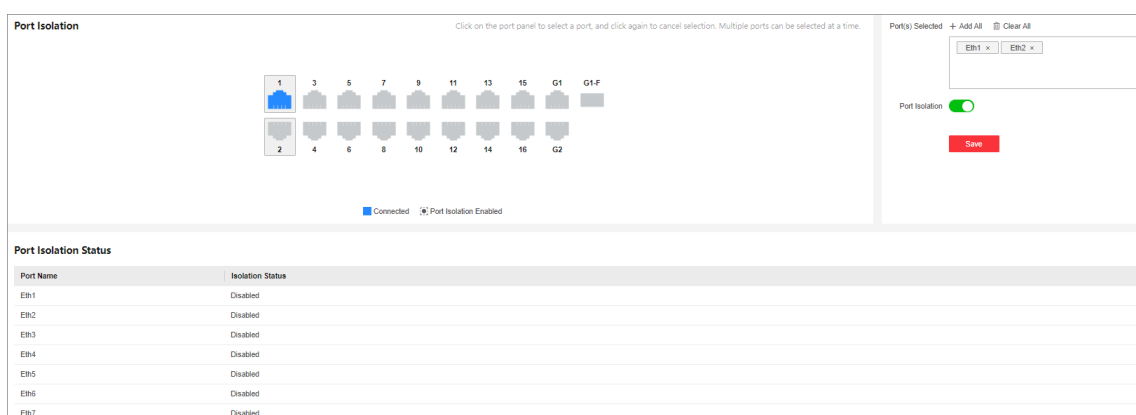 Port Isolation
Click on the port panel to select a port, and click again to cancel selection. Multiple ports can be selected at a time.
1 3 5 7 9 11 13 15 G1 G1-F
2 4 6 8 10 12 14 16 G2
Connected Port Isolation Enabled
Port(s) Selected + Add All Clear All
Eth1 × Eth2 ×
Port Isolation
Save
Port Isolation Status
Port Name Isolation Status
Eth1 Disabled
Eth2 Disabled
Eth3 Disabled
Eth4 Disabled
Eth5 Disabled
Eth6 Disabled
Eth7 Disabled